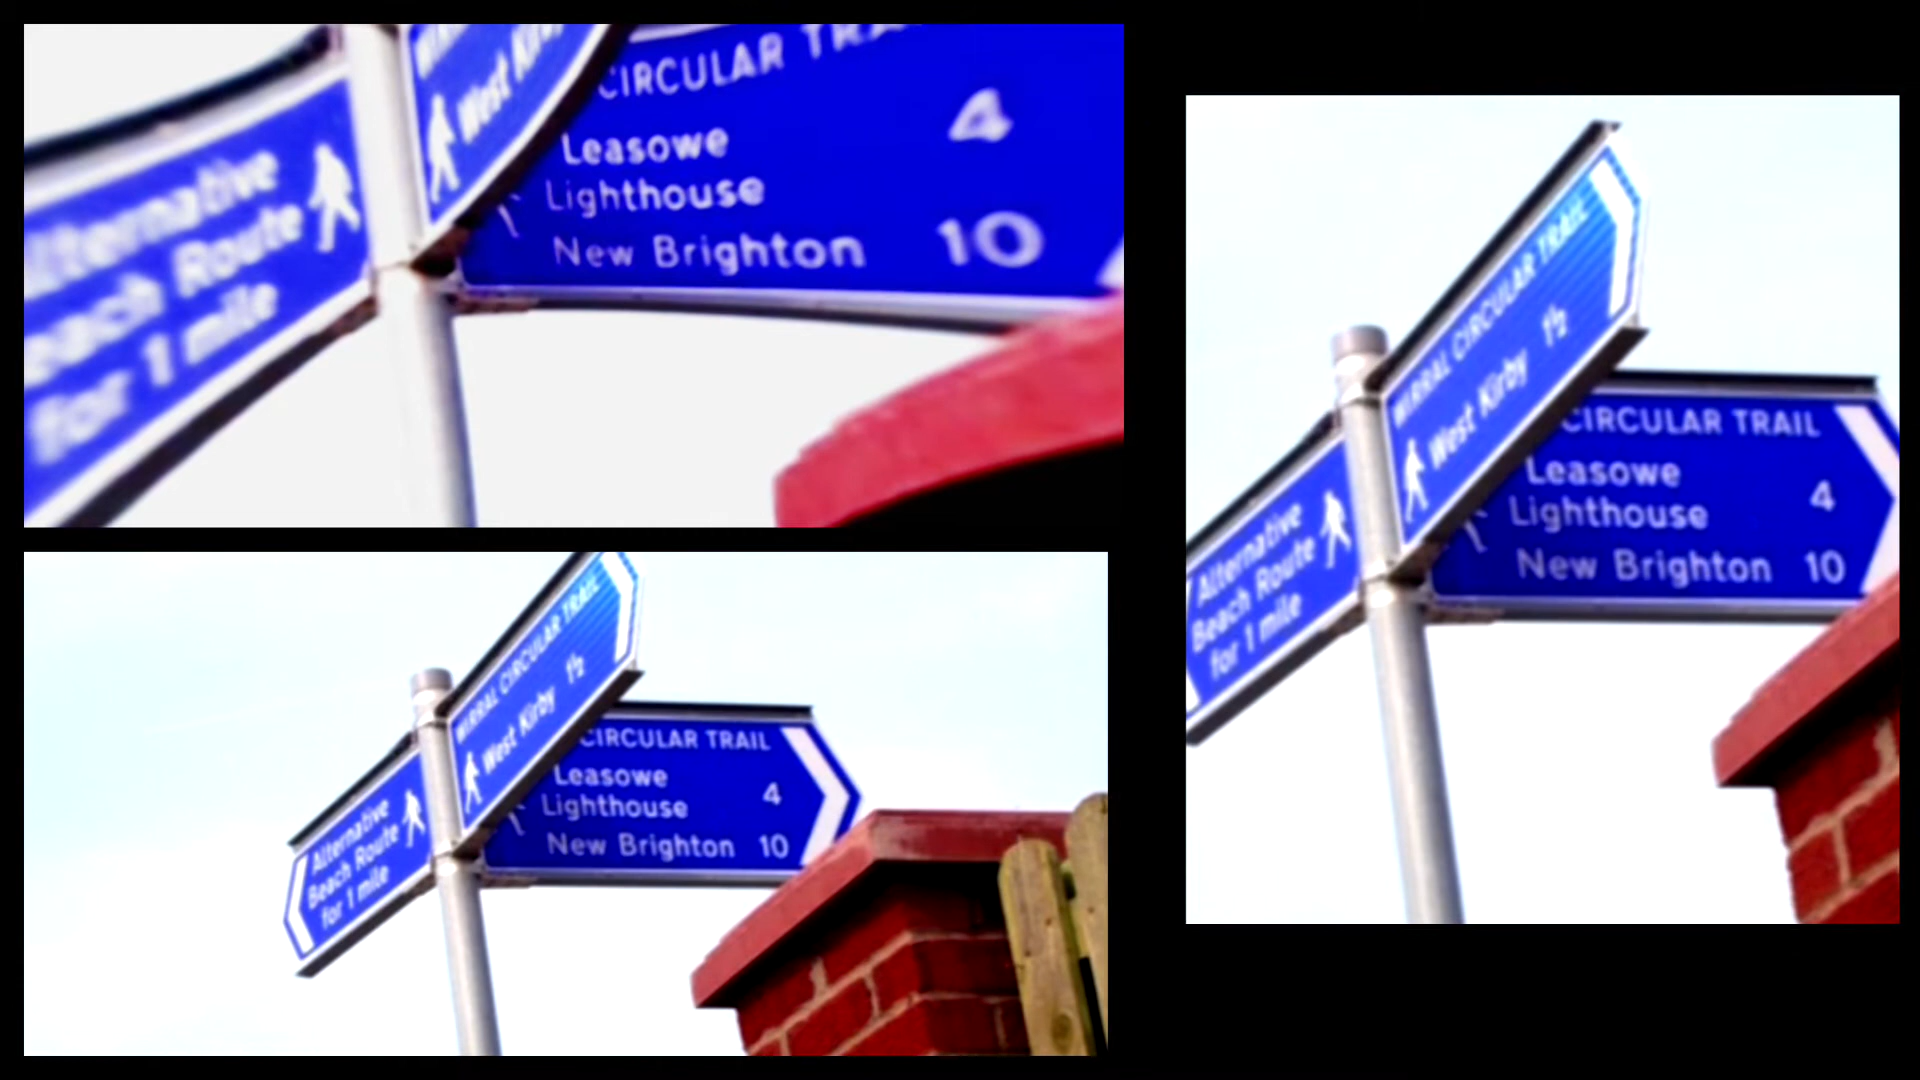 Alternative
Beach Route
for 1 mile
West Kirby
CIRCULAR TRAIL
Leasowe 4
Lighthouse
New Brighton 10
WIRRAL CIRCULAR TRAIL
West Kirby 1½
CIRCULAR TRAIL
Leasowe
Lighthouse 4
New Brighton 10
Alternative
Beach Route
for 1 mile
WIRRAL CIRCULAR TRAIL
West Kirby 1½
CIRCULAR TRAIL
Leasowe
Lighthouse 4
New Brighton 10
Alternative
Beach Route
for 1 mile